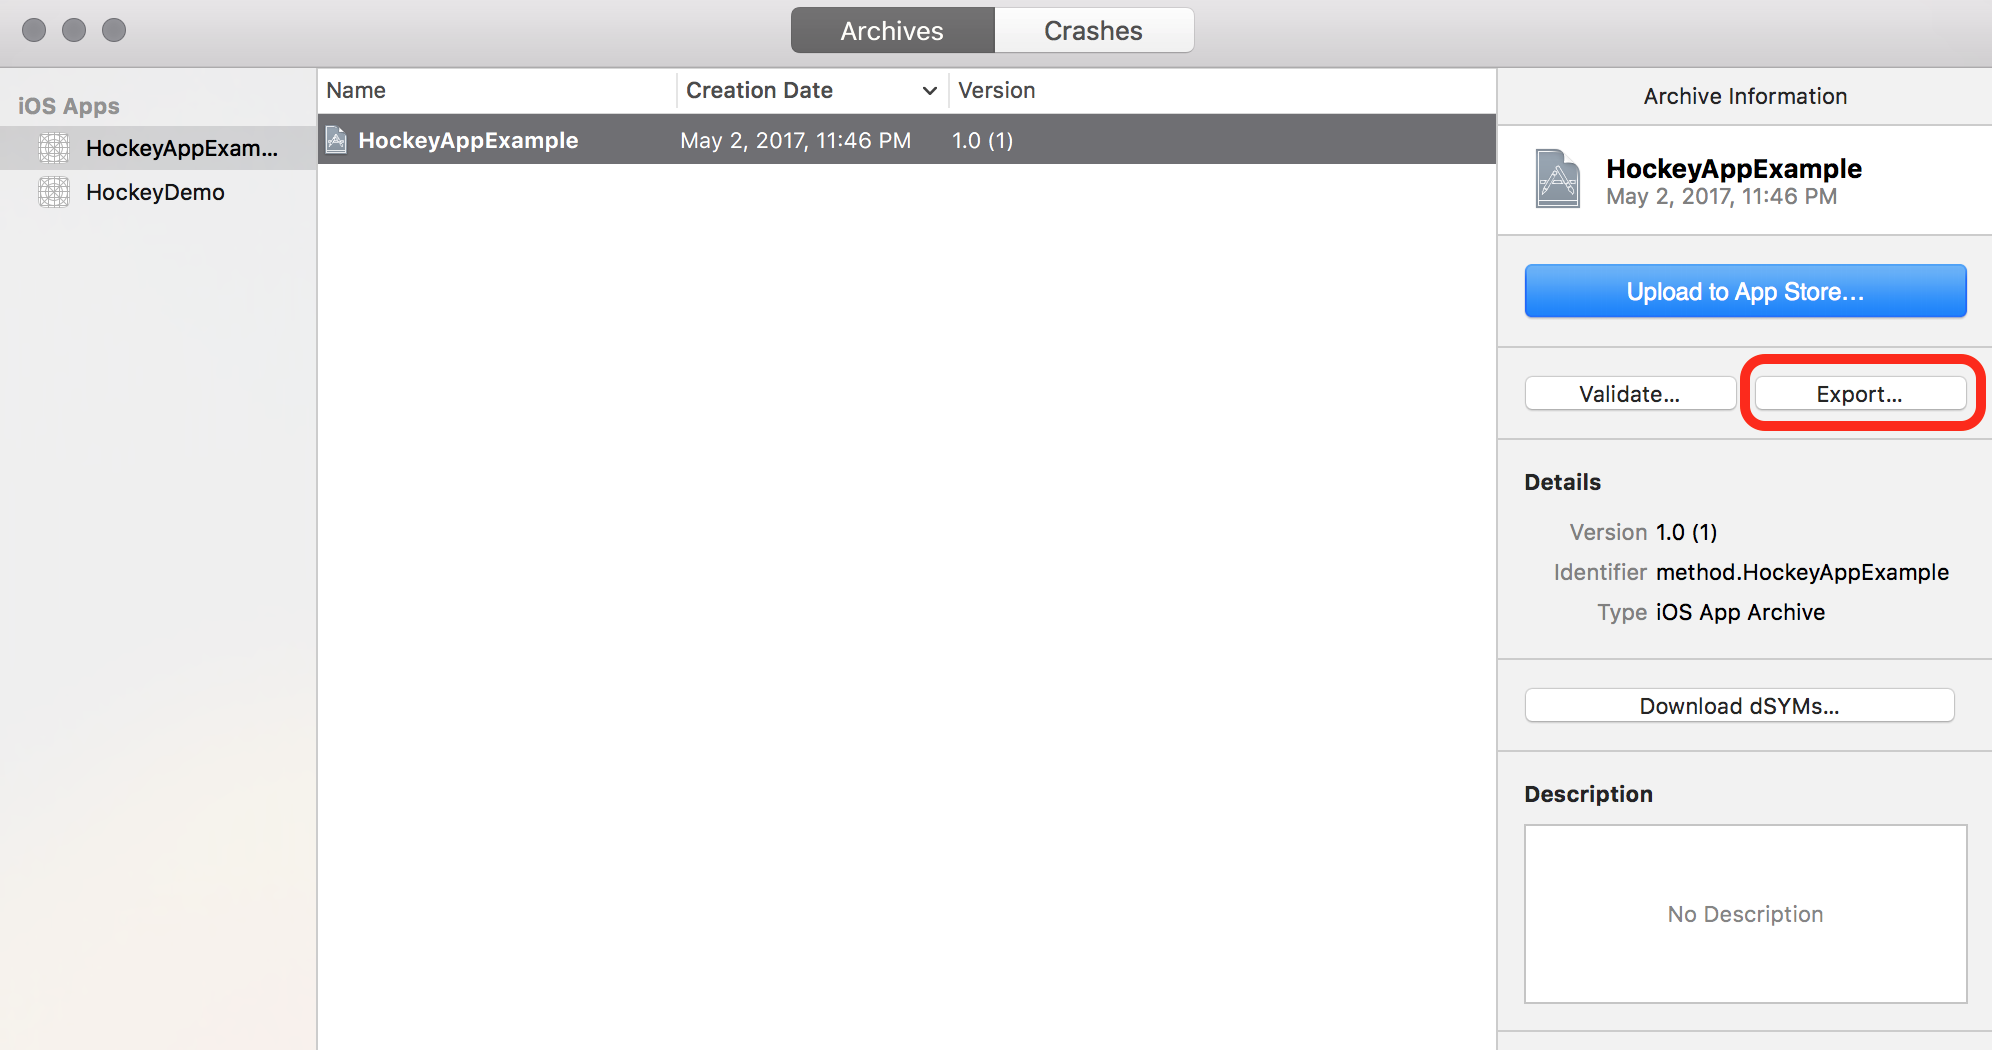 Archives Crashes
iOS Apps
HockeyAppExam...
HockeyDemo
Name Creation Date Version
HockeyAppExample May 2, 2017, 11:46 PM 1.0 (1)
Archive Information
HockeyAppExample
May 2, 2017, 11:46 PM
Upload to App Store...
Validate... Export...
Details
Version 1.0 (1)
Identifier method.HockeyAppExample
Type iOS App Archive
Download dSYMs...
Description
No Description